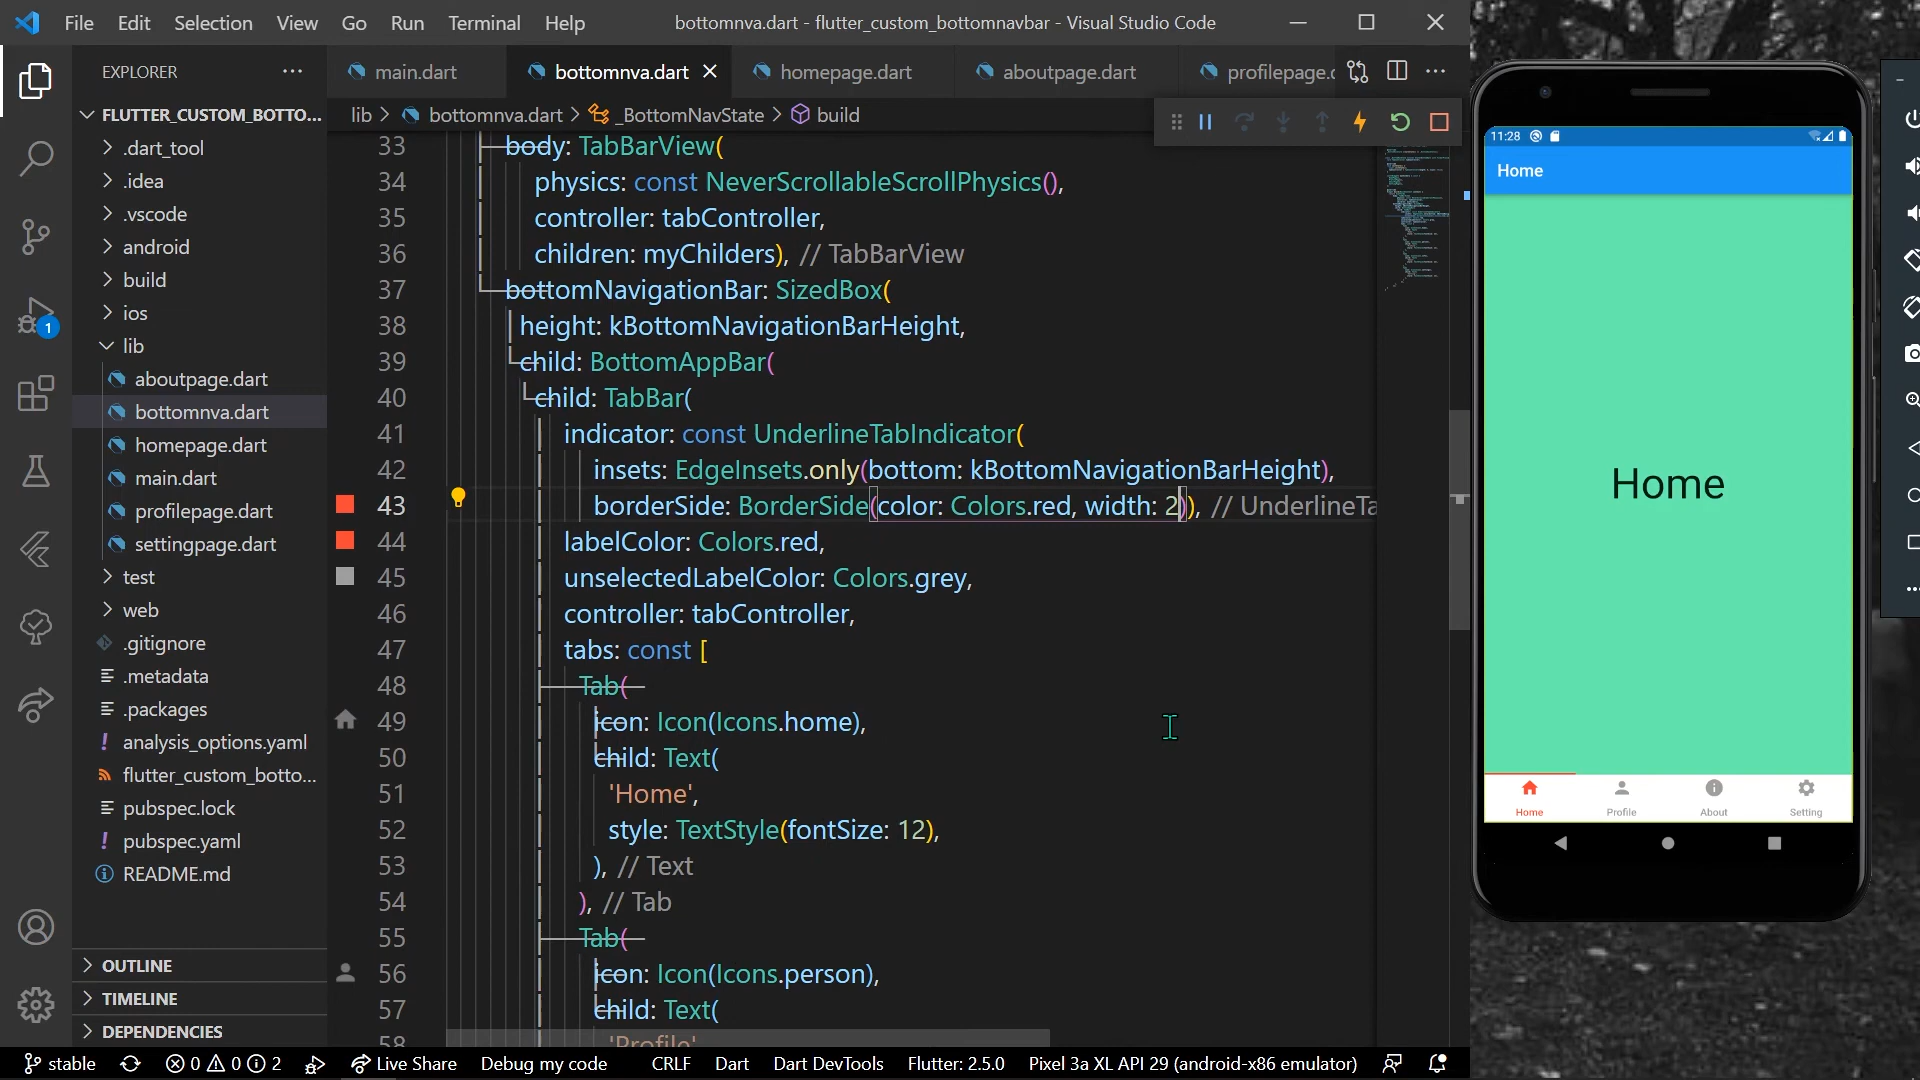 File Edit Selection View Go Run Terminal Help
bottomnva.dart - flutter_custom_bottomnavbar - Visual Studio Code
EXPLORER
main.dart
bottomnva.dart
homepage.dart
aboutpage.dart
FLUTTER_CUSTOM_BOTTO...
lib > bottomnva.dart > _BottomNavState > build
.dart_tool
.idea
.vscode
android
build
ios
lib
aboutpage.dart
bottomnva.dart
homepage.dart
main.dart
profilepage.dart
settingpage.dart
test
web
.gitignore
.metadata
.packages
analysis_options.yaml
flutter_custom_botto...
pubspec.lock
pubspec.yaml
README.md
OUTLINE
TIMELINE
DEPENDENCIES
1
33 body: TabBarView(
34 physics: const NeverScrollableScrollPhysics(),
35 controller: tabController,
36 children: myChilders), // TabBarView
37 bottomNavigationBar: SizedBox(
38 height: kBottomNavigationBarHeight,
39 child: BottomAppBar(
40 child: TabBar(
41 indicator: const UnderlineTabIndicator(
42 insets: EdgeInsets.only(bottom: kBottomNavigationBarHeight),
43 borderSide: BorderSide(color: Colors.red, width: 2)), // UnderlineTa
44 labelColor: Colors.red,
45 unselectedLabelColor: Colors.grey,
46 controller: tabController,
47 tabs: const [
48 Tab(
49 icon: Icon(Icons.home),
50 child: Text(
51 'Home',
52 style: TextStyle(fontSize: 12),
53 ), // Text
54 ), // Tab
55 Tab(
56 icon: Icon(Icons.person),
57 child: Text(
58 'Profile'
11:28
Home
Home
Home Profile About Setting
stable 0 0 2 Live Share Debug my code CRLF Dart Dart DevTools Flutter: 2.5.0 Pixel 3a XL API 29 (android-x86 emulator)